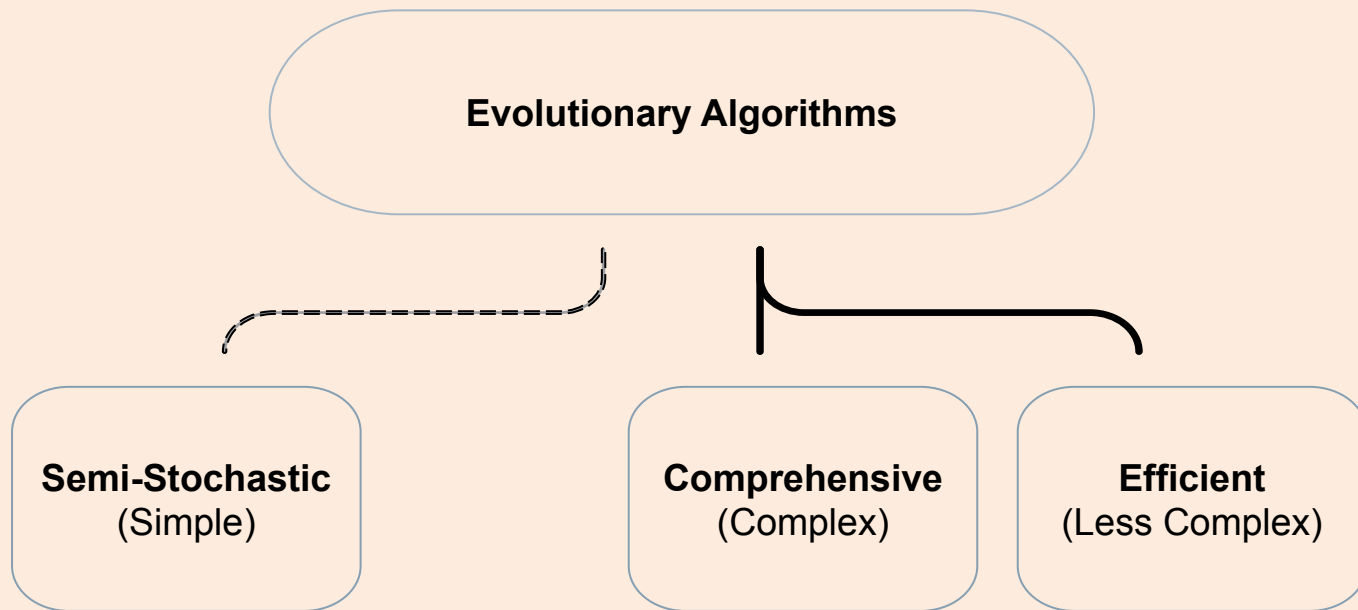 Evolutionary Algorithms
Semi-Stochastic
(Simple)
Comprehensive
(Complex)
Efficient
(Less Complex)